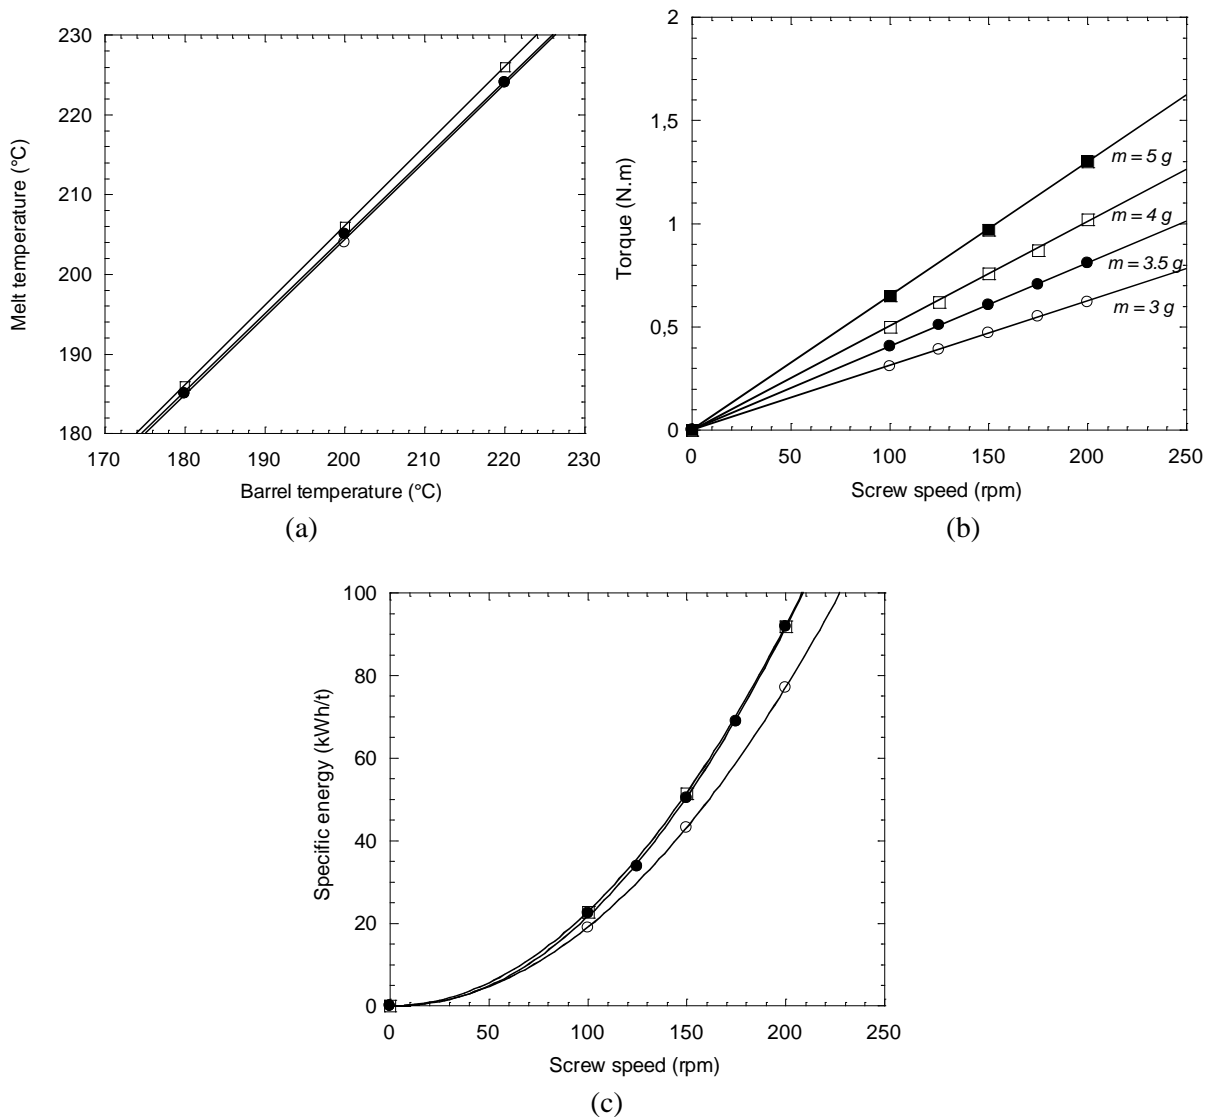 230
220
210
200
190
180
170 180 190 200 210 220 230
Melt temperature (°C)
Barrel temperature (°C)
(a)
2
1,5
1
0,5
0
0 50 100 150 200 250
Torque (N.m)
m = 5 g
m = 4 g
m = 3.5 g
m = 3 g
Screw speed (rpm)
(b)
100
80
60
40
20
0
0 50 100 150 200 250
Specific energy (kWh/t)
Screw speed (rpm)
(c)